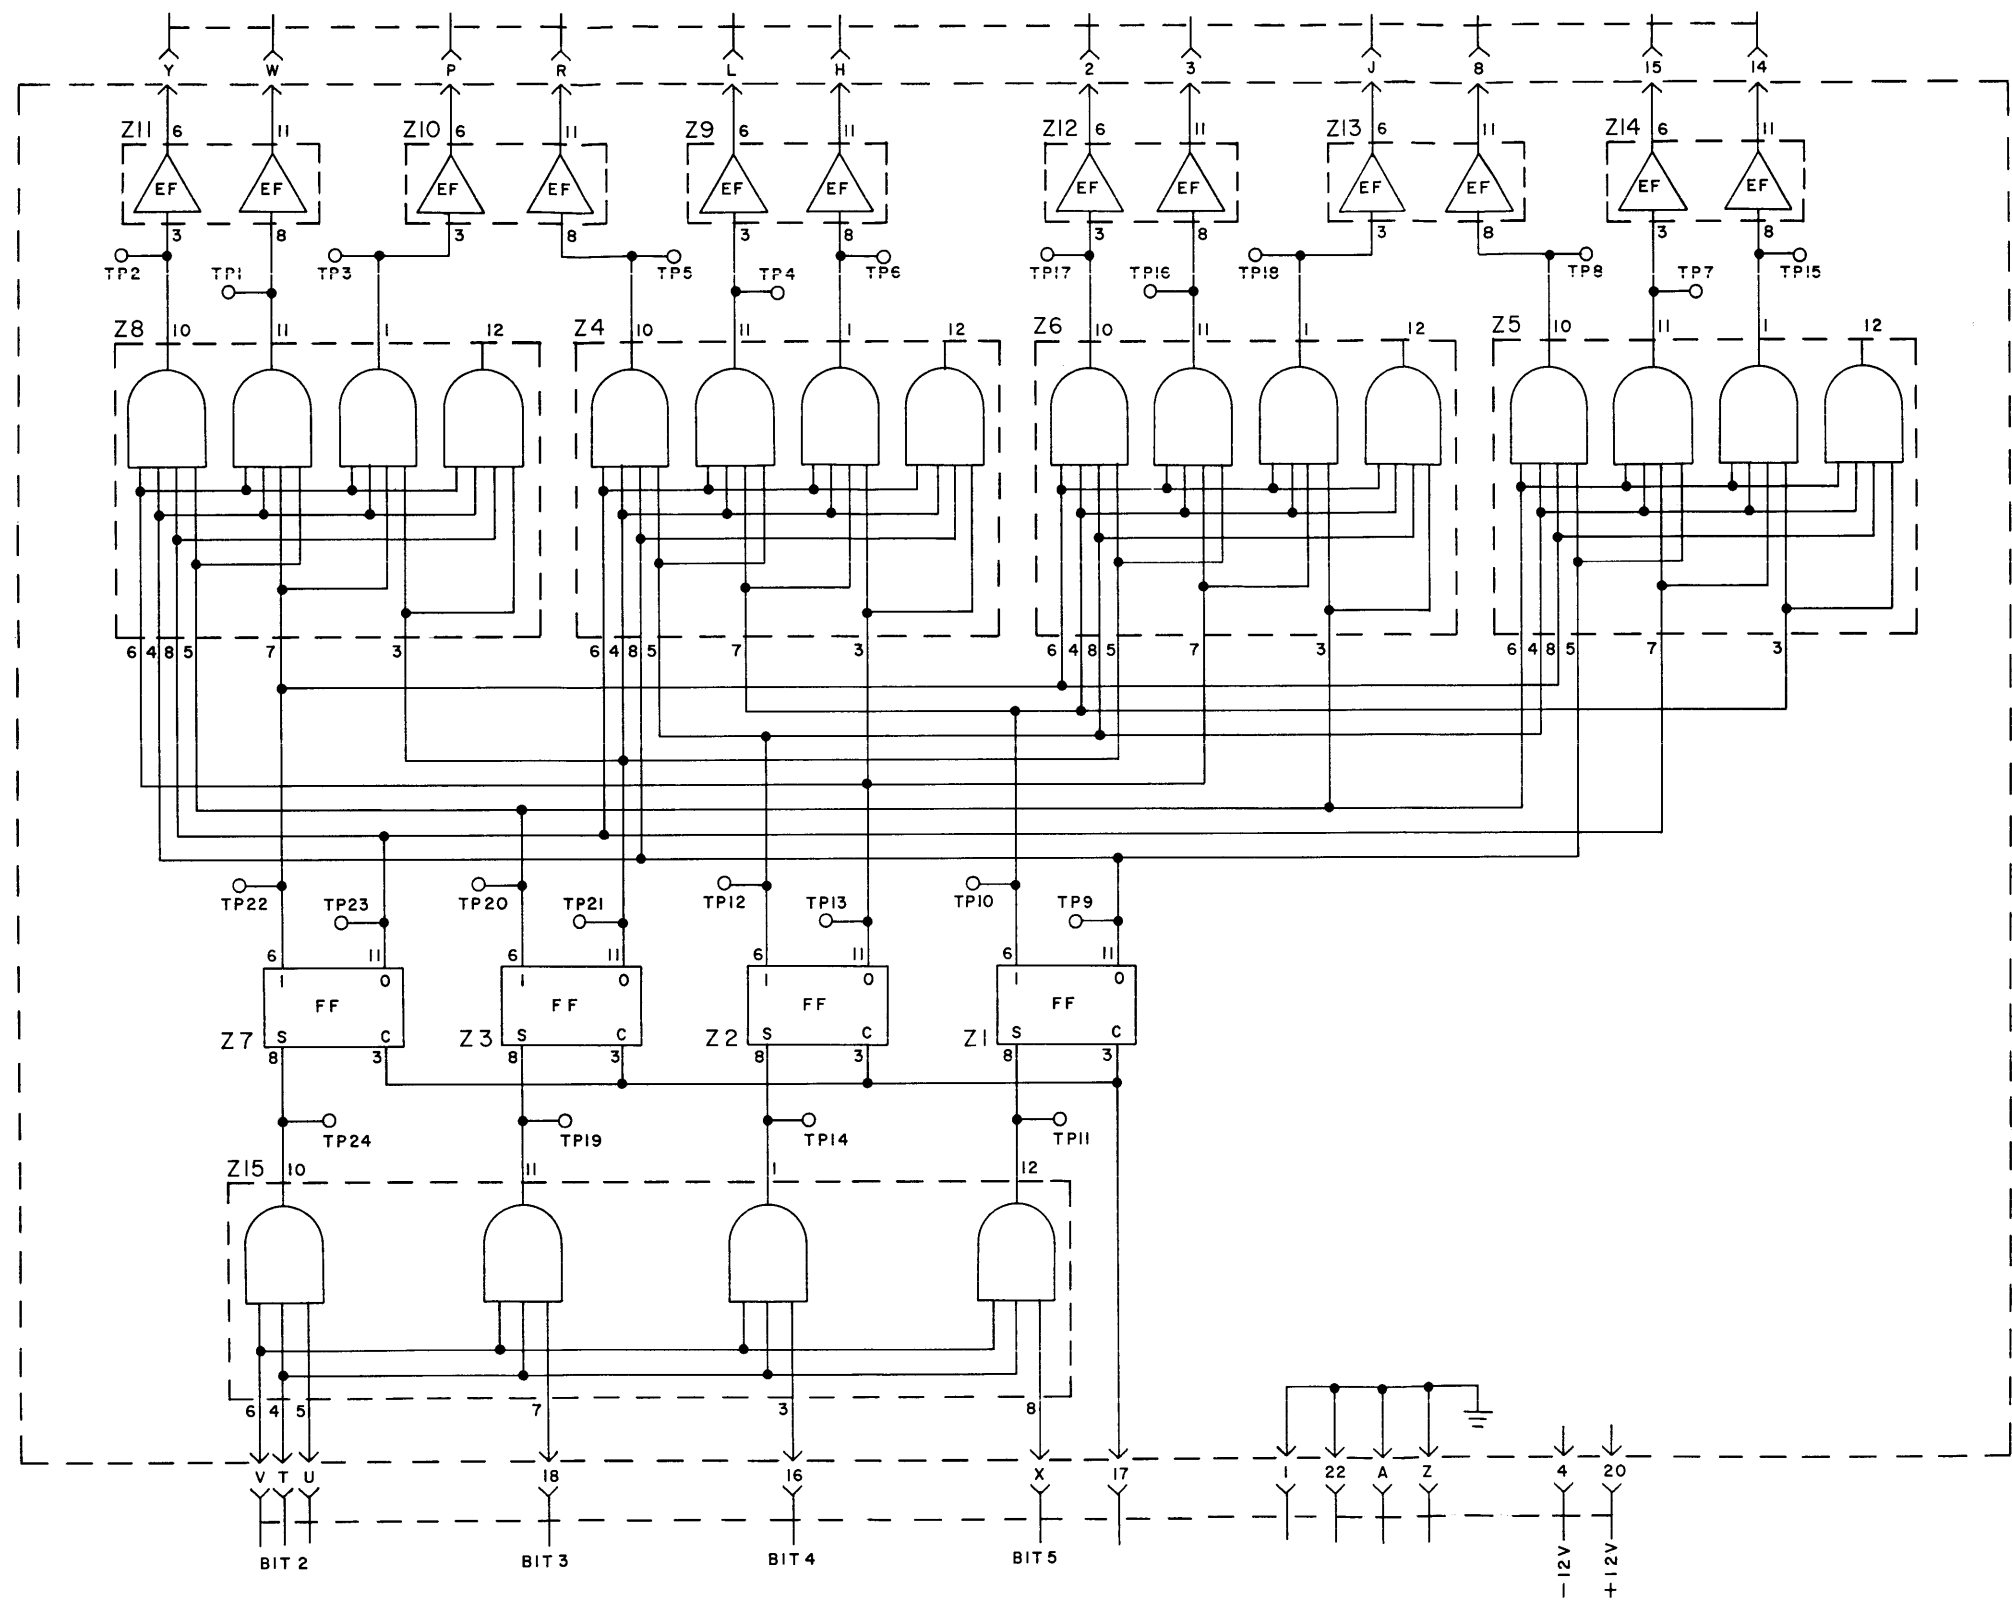 Y W P R L H 2 3 J 8 15 14
Z11 6 11 Z10 6 11 Z9 6 11 Z12 6 11 Z13 6 11 Z14 6 11
EF EF EF EF EF EF EF EF EF EF EF EF
3 8 3 8 3 8 3 8 3 8 3 8
TP2 TP1 TP3 TP5 TP4 TP6 TP17 TP16 TP18 TP8 TP7 TP15
Z8 10 11 1 12 Z4 10 11 1 12 Z6 10 11 1 12 Z5 10 11 1 12
6 4 8 5 7 3 6 4 8 5 7 3 6 4 8 5 7 3 6 4 8 5 7 3
TP22 TP23 TP20 TP21 TP12 TP13 TP10 TP9
6 11 6 11 6 11 6 11
1 0 1 0 1 0 1 0
FF FF FF FF
Z7 S C Z3 S C Z2 S C Z1 S C
8 3 8 3 8 3 8 3
TP24 TP19 TP14 TP11
Z15 10 11 1 12
6 4 5 7 3 8
V T U 18 16 X 17 1 22 A Z 4 20
BIT 2 BIT 3 BIT 4 BIT 5
-12V
+12V